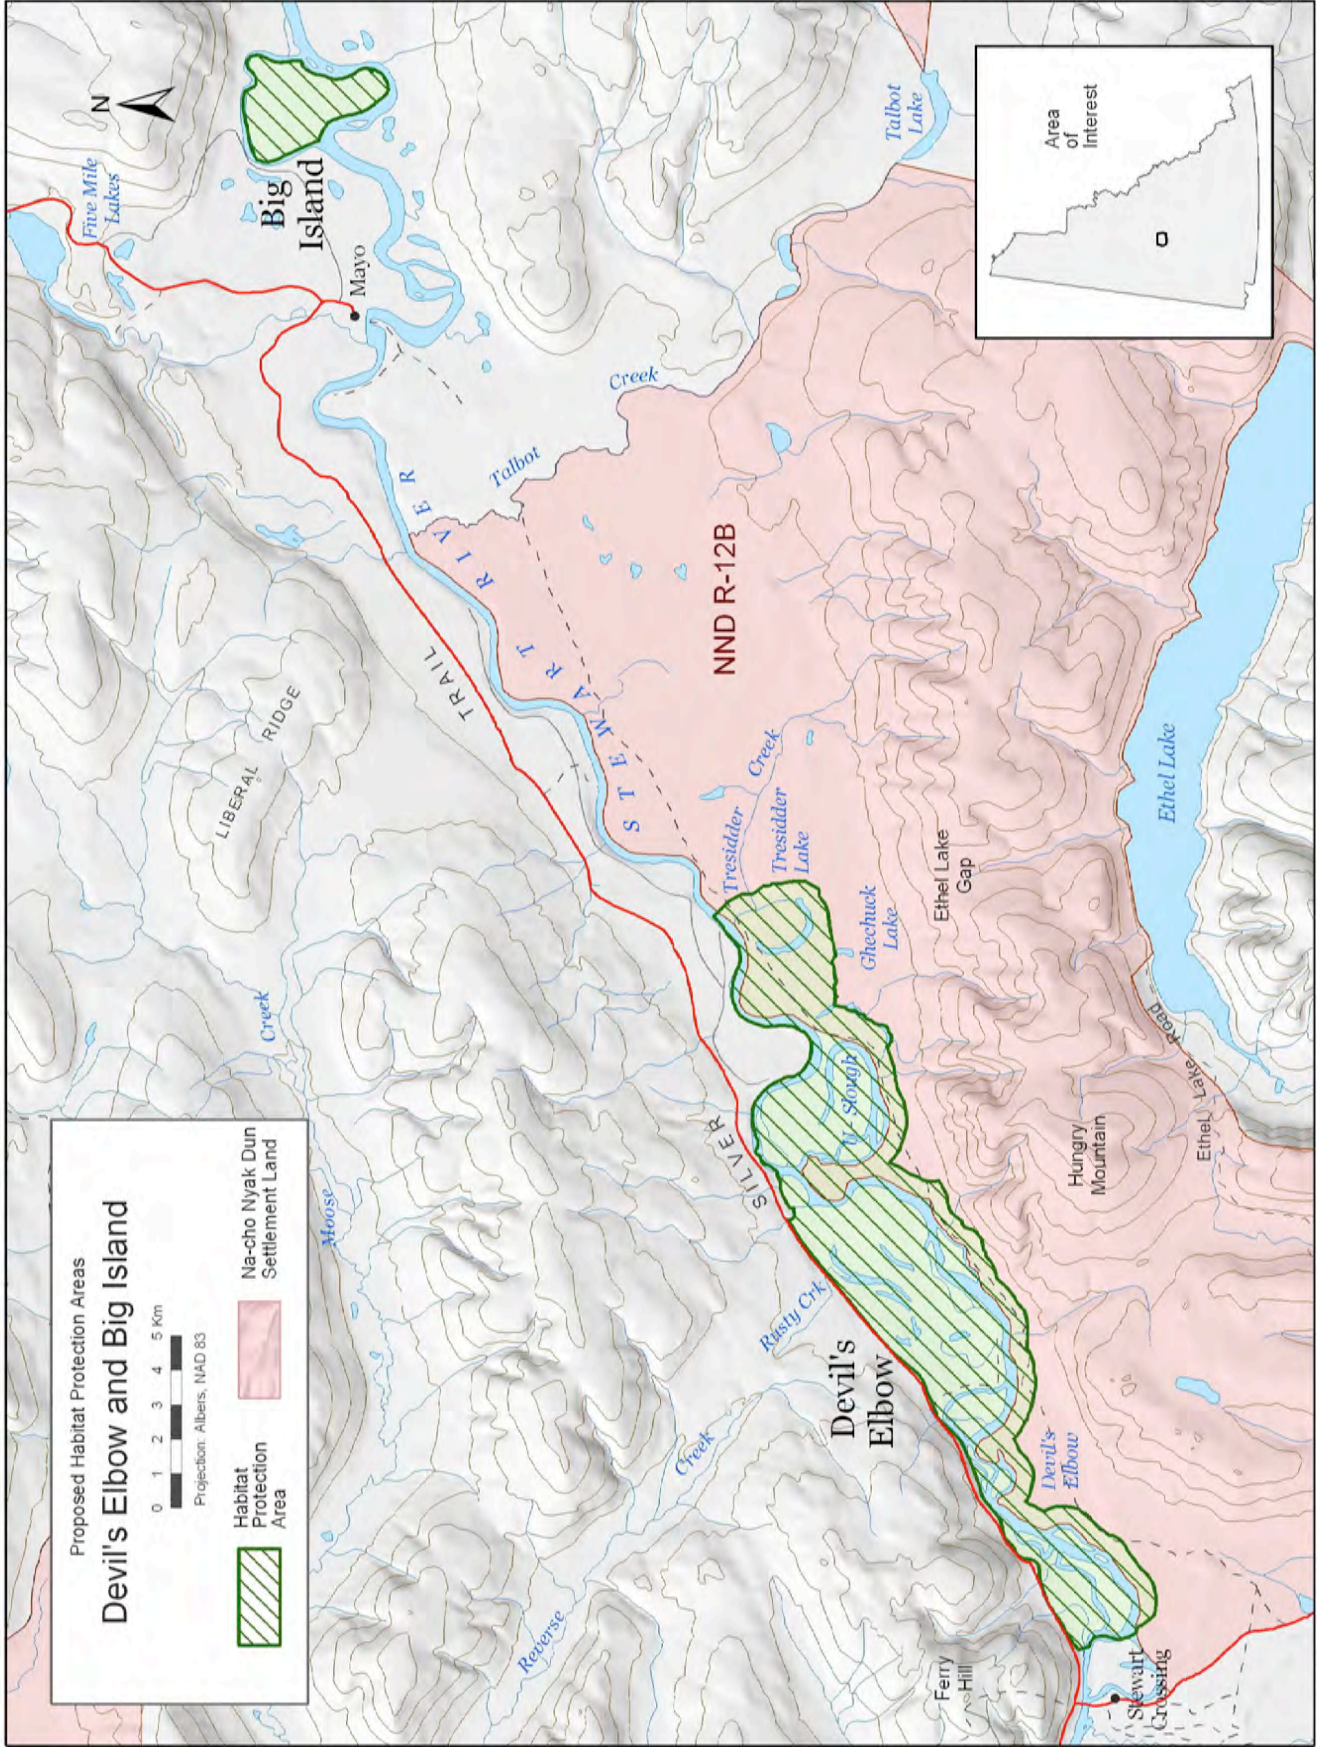 Proposed Habitat Protection Areas
Devil's Elbow and Big Island
0 1 2 3 4 5 Km
Projection: Albers, NAD 83
Habitat
Protection
Area
Na-cho Nyak Dun
Settlement Land
N
Five Mile
Lakes
Big
Island
Mayo
Moose
Creek
LIBERAL
RIDGE
SILVER
TRAIL
STEWART
RIVER
Talbot
Creek
Talbot
Lake
NND R-12B
Reverse
Creek
Rusty Crk
Devil's
Elbow
Devil's
Elbow
U - Slough
Tresidder
Creek
Tresidder
Lake
Ghechuck
Lake
Ethel Lake
Gap
Ethel Lake
Hungry
Mountain
Ethel Lake Road
Ferry
Hill
Stewart
Crossing
Area
of
Interest